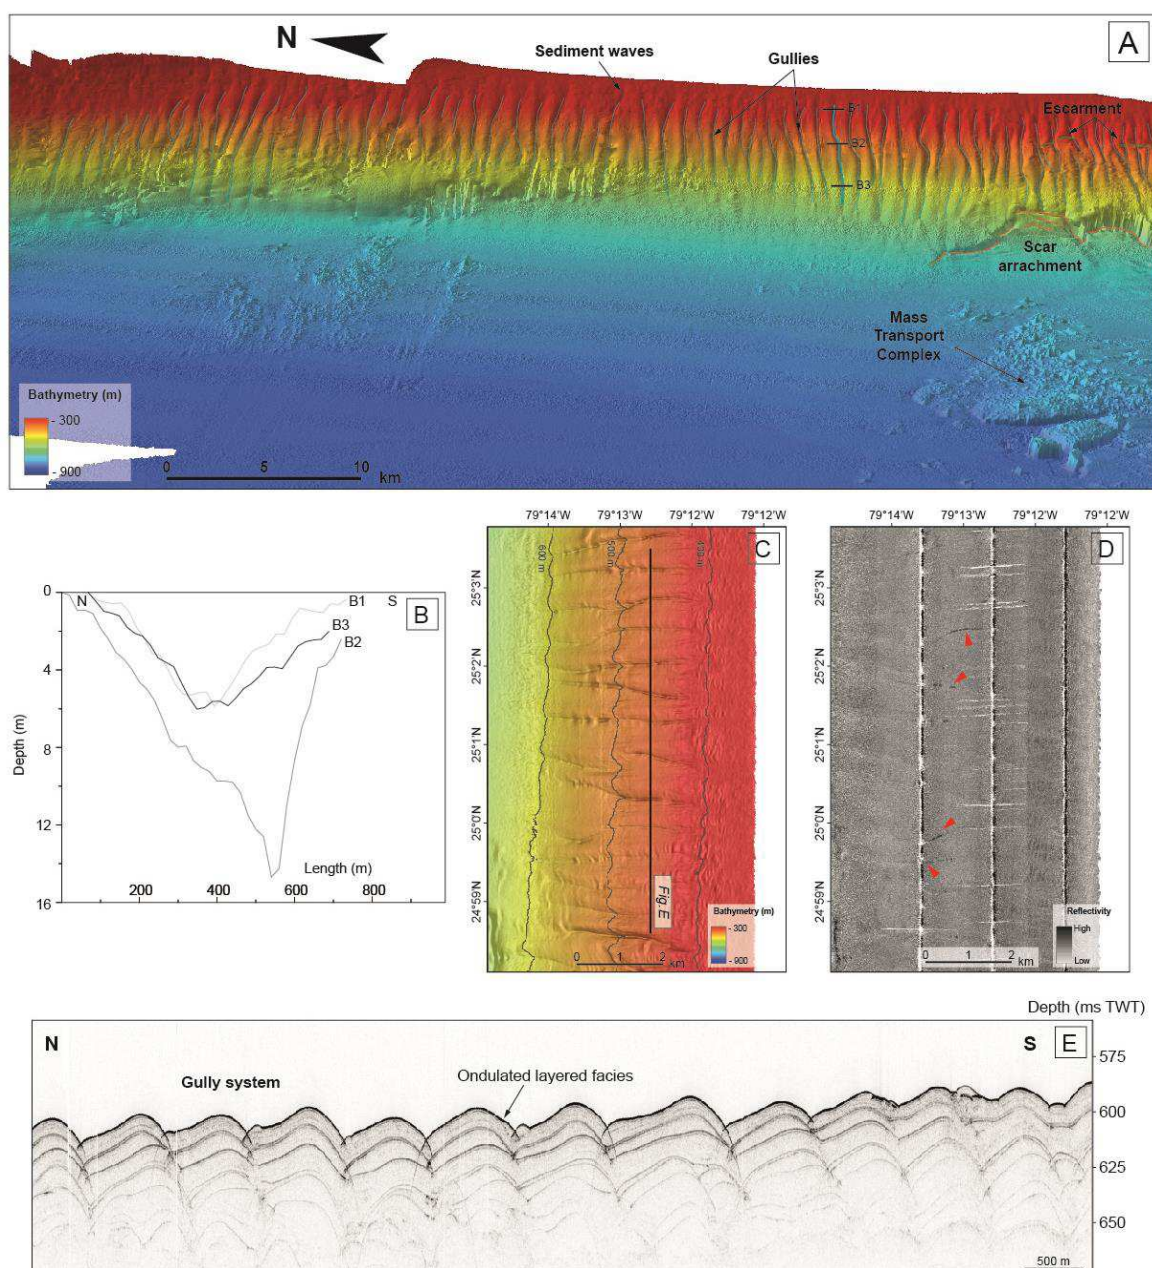 N
A
Sediment waves
Gullies
Escarment
B1
B2
B3
Scar
arrachment
Mass
Transport
Complex
Bathymetry (m)
- 300
- 900
0 5 10
km
79°14'W 79°13'W 79°12'W 79°12'W
C
600 m
500 m
400 m
25°3'N
25°2'N
25°1'N
25°0'N
24°59'N
Fig. E
Bathymetry (m)
- 300
- 900
0 1 2
km
79°14'W 79°13'W 79°12'W 79°12'W
D
25°3'N
25°2'N
25°1'N
25°0'N
24°59'N
Reflectivity
High
Low
0 1 2
km
B
N
S
B1
B3
B2
Depth (m)
0
4
8
12
16
Length (m)
200 400 600 800
Depth (ms TWT)
N
S
E
Gully system
Ondulated layered facies
575
600
625
650
500 m